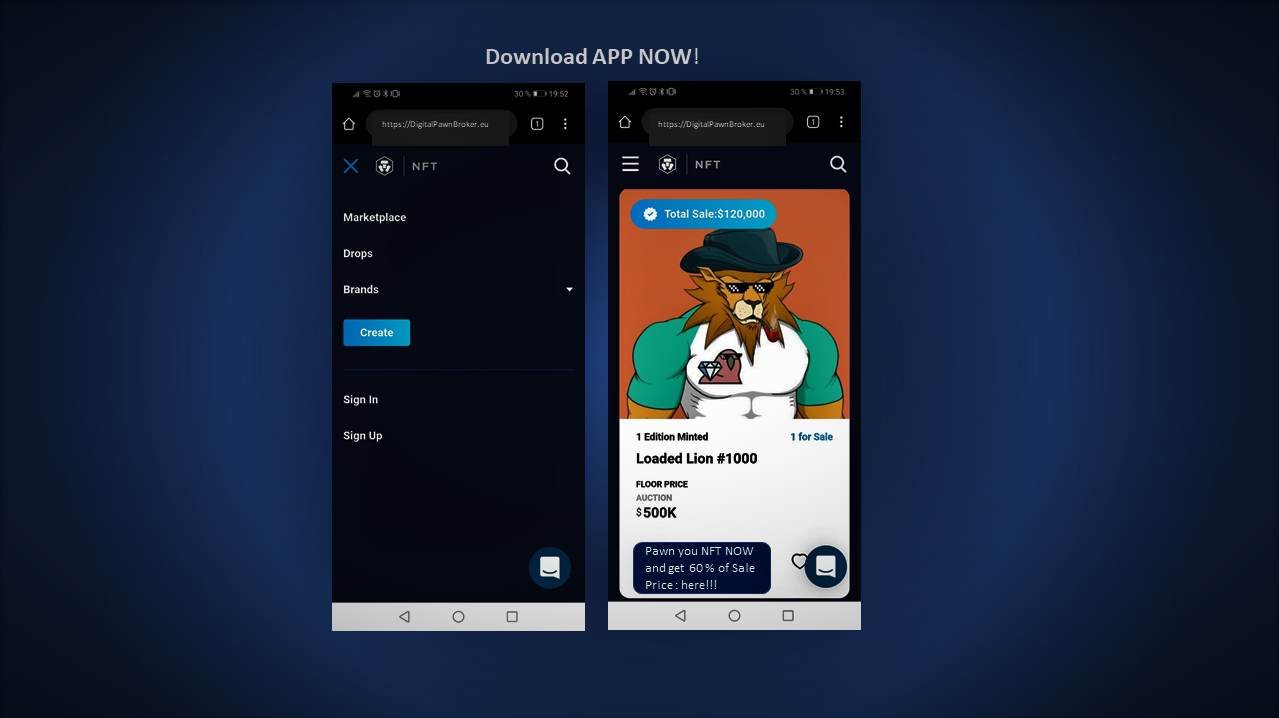 Download APP NOW!
30 % 19:52
https://DigitalPawnBroker.eu
1
NFT
Marketplace
Drops
Brands
Create
Sign In
Sign Up
30 % 19:53
https://DigitalPawnBroker.eu
1
NFT
Total Sale:$120,000
1 Edition Minted
1 for Sale
Loaded Lion #1000
FLOOR PRICE
AUCTION
$500K
Pawn you NFT NOW
and get 60% of Sale
Price : here!!!